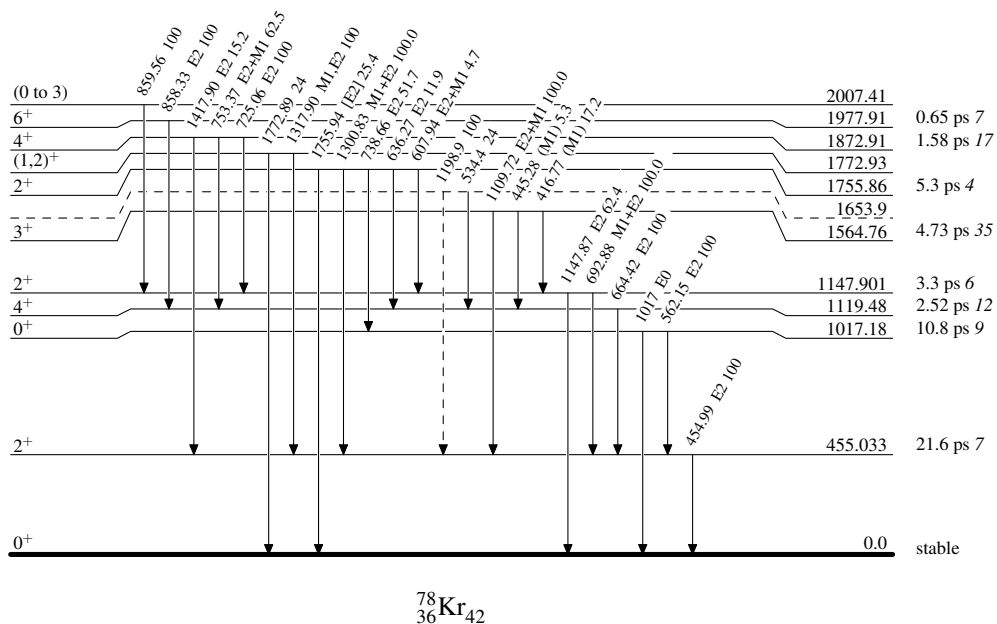 859.56 100
858.33 E2 100
1417.90 E2 15.2
753.37 E2+M1 62.5
725.06 E2 100
1772.89 24
1317.90 M1,E2 100
1755.94 [E2] 25.4
1300.83 M1+E2 100.0
738.66 E2 51.7
636.27 E2 11.9
607.94 E2+M1 4.7
1198.9 100
534.4 24
1109.72 E2+M1 100.0
445.28 (M1) 5.3
416.77 (M1) 17.2
1147.87 E2 62.4
692.88 M1+E2 100.0
664.42 E2 100
1017 E0
562.15 E2 100
454.99 E2 100
(0 to 3) 2007.41
6⁺ 1977.91 0.65 ps 7
4⁺ 1872.91 1.58 ps 17
(1,2)⁺ 1772.93
2⁺ 1755.86 5.3 ps 4
1653.9
3⁺ 1564.76 4.73 ps 35
2⁺ 1147.901 3.3 ps 6
4⁺ 1119.48 2.52 ps 12
0⁺ 1017.18 10.8 ps 9
2⁺ 455.033 21.6 ps 7
0⁺ 0.0 stable
⁷⁸₃₆Kr₄₂